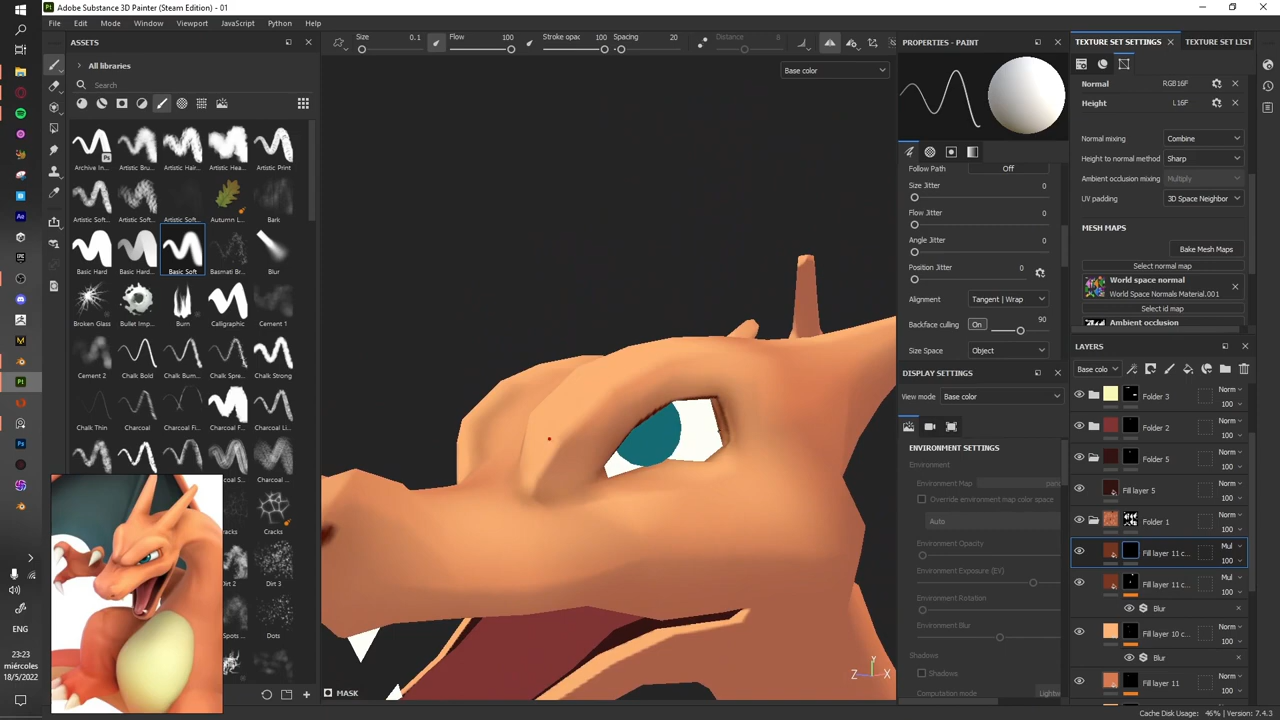 Adobe Substance 3D Painter (Steam Edition) - 01
File Edit Mode Window Viewport JavaScript Python Help
ASSETS
All libraries
Search
Archive In... Artistic Bru... Artistic Hair... Artistic Hea... Artistic Print
Artistic Soft... Artistic Soft... Artistic Soft... Autumn L... Bark
Basic Hard Basic Hard... Basic Soft Basmati Br... Blur
Broken Glass Bullet Imp... Burn Calligraphic Cement 1
Cement 2 Chalk Bold Chalk Bum... Chalk Spre... Chalk Strong
Chalk Thin Charcoal Charcoal Fi... Charcoal
Cracks
Dirt 2 Dirt 3
Spots ... Dots
Size 0.1 Flow 100 Stroke opac 100 Spacing 20 Distance 8
Base color
MASK
Y
Z X
PROPERTIES - PAINT
Follow Path Off
Size Jitter 0
Flow Jitter 0
Angle Jitter 0
Position Jitter 0
Alignment Tangent | Wrap
Backface culling On 90
Size Space Object
DISPLAY SETTINGS
View mode Base color
ENVIRONMENT SETTINGS
Environment
Environment Map
Override environment map color space
Auto
Environment Opacity
Environment Exposure (EV)
Environment Rotation
Environment Blur
Shadows
Shadows
Computation mode Lightw
TEXTURE SET SETTINGS TEXTURE SET LIST
Normal RGB16F
Height L16F
Normal mixing Combine
Height to normal method Sharp
Ambient occlusion mixing Multiply
UV padding 3D Space Neighbor
MESH MAPS
Bake Mesh Maps
Select normal map
World space normal
World Space Normals Material.001
Select id map
Ambient occlusion
LAYERS
Base colo
Folder 3 Norm 100
Folder 2 Norm 100
Folder 5 Norm 100
Fill layer 5 Norm 100
Folder 1 Norm 100
Fill layer 11 c... Mul 100
Fill layer 11 c... Mul 100
Blur
Fill layer 10 c... Norm 100
Blur
Fill layer 11 Norm 100
Cache Disk Usage: 46% | Version: 7.4.3
ENG
23:23
miércoles
18/5/2022